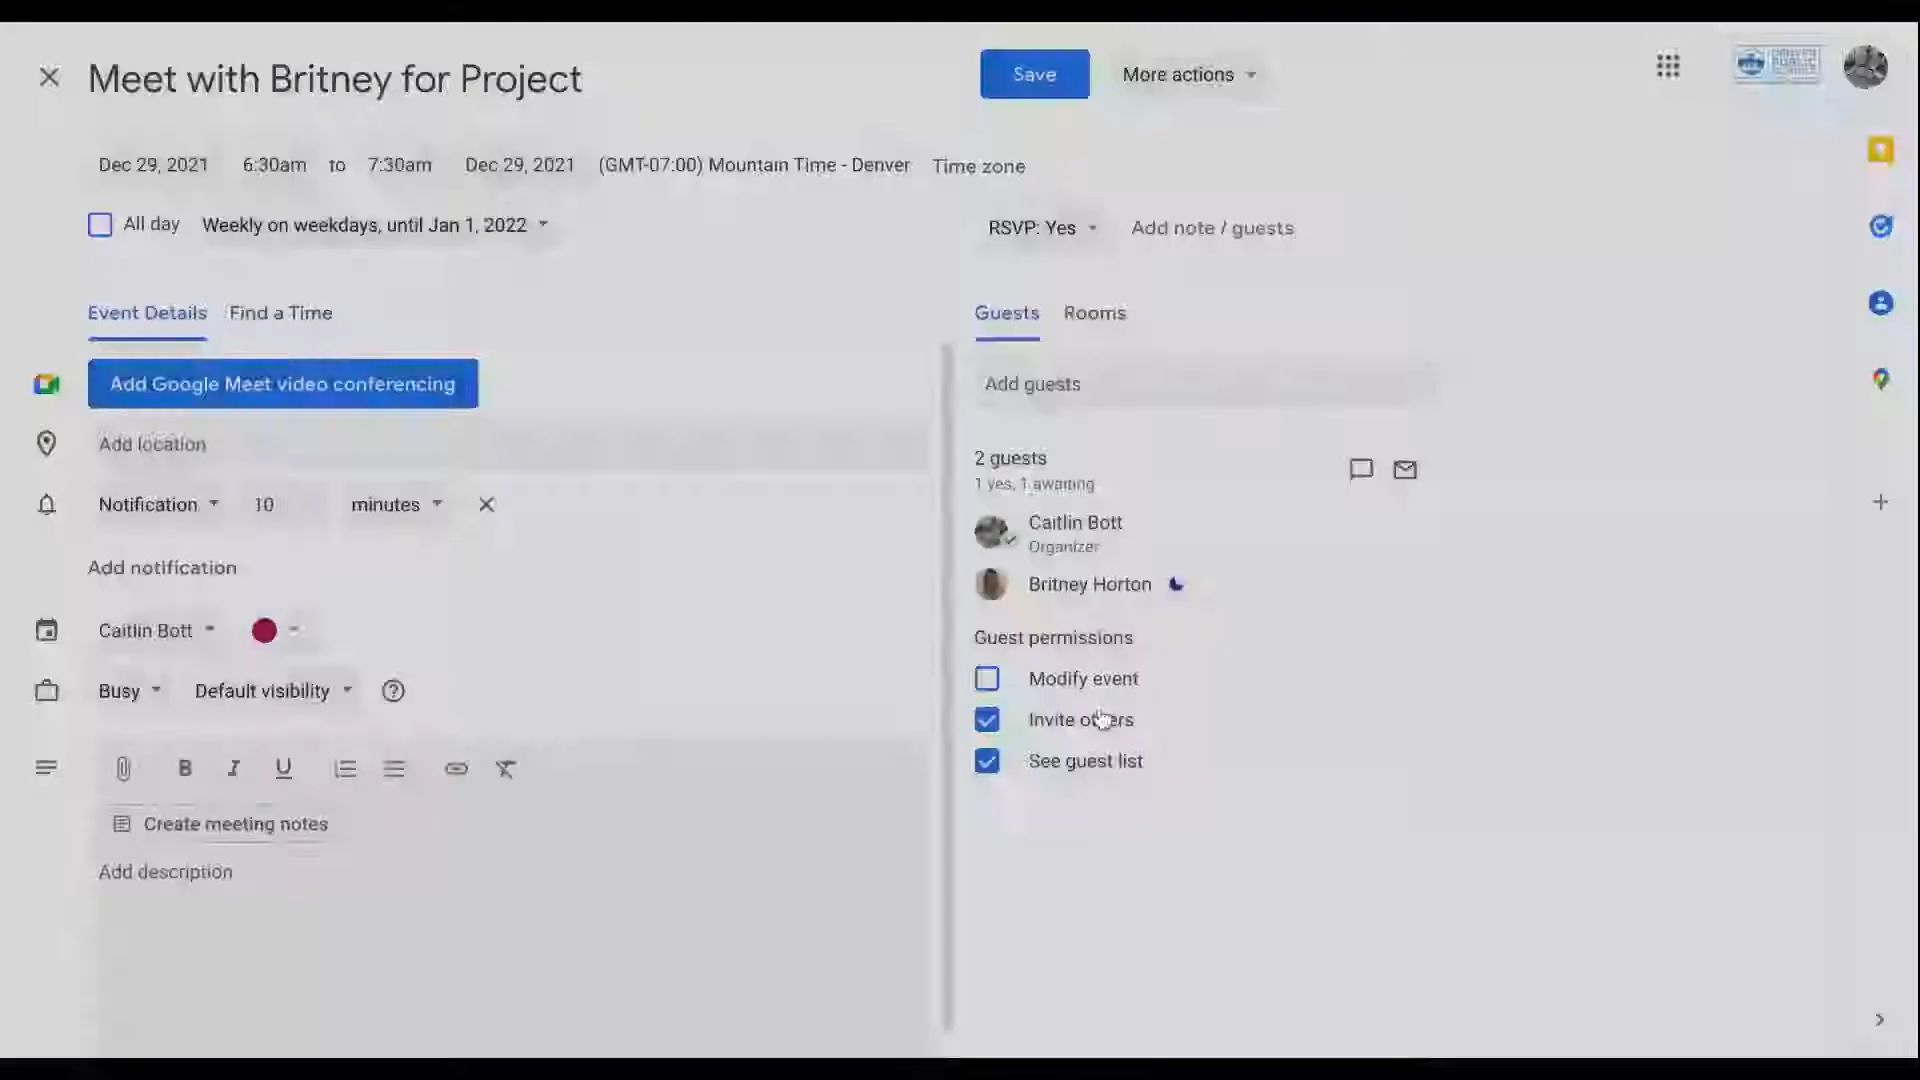 Meet with Britney for Project
Save
More actions
Dec 29, 2021 6:30am to 7:30am Dec 29, 2021 (GMT-07:00) Mountain Time - Denver Time zone
All day Weekly on weekdays, until Jan 1, 2022
RSVP: Yes Add note / guests
Event Details Find a Time
Guests Rooms
Add Google Meet video conferencing
Add guests
Add location
2 guests
1 yes, 1 awaiting
Notification 10 minutes
Caitlin Bott
Organizer
Add notification
Britney Horton
Caitlin Bott
Guest permissions
Busy Default visibility
Modify event
Invite others
See guest list
B I U
Create meeting notes
Add description